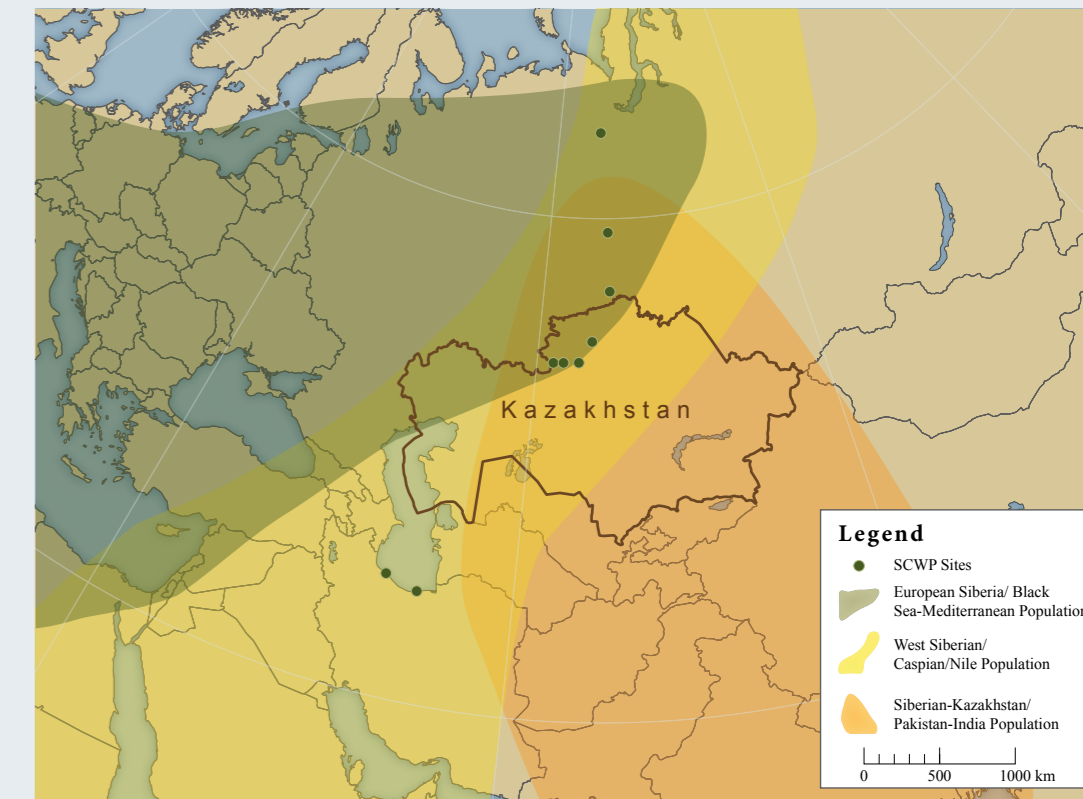 Kazakhstan
Legend
SCWP Sites
European Siberia/ Black
Sea-Mediterranean Population
West Siberian/
Caspian/Nile Population
Siberian-Kazakhstan/
Pakistan-India Population
0 500 1000 km